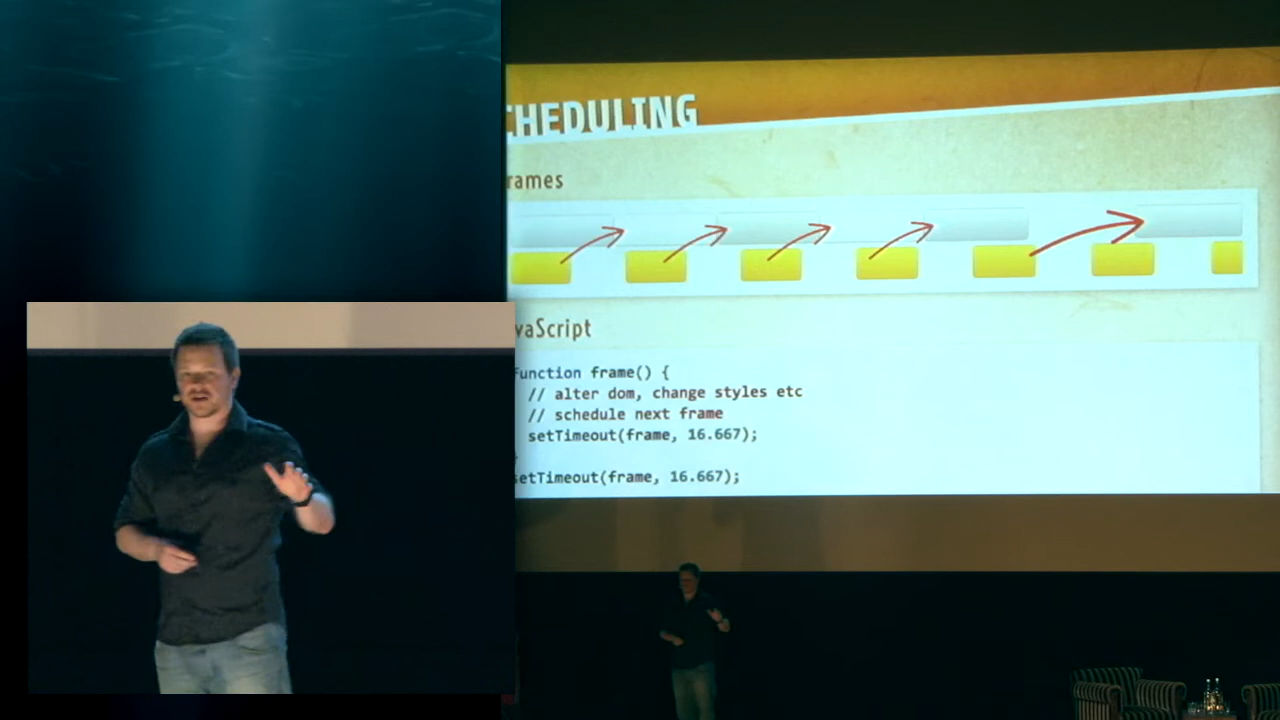 CHEDULING
rames
vaScript
function frame() {
// alter dom, change styles etc
// schedule next frame
setTimeout(frame, 16.667);
setTimeout(frame, 16.667);